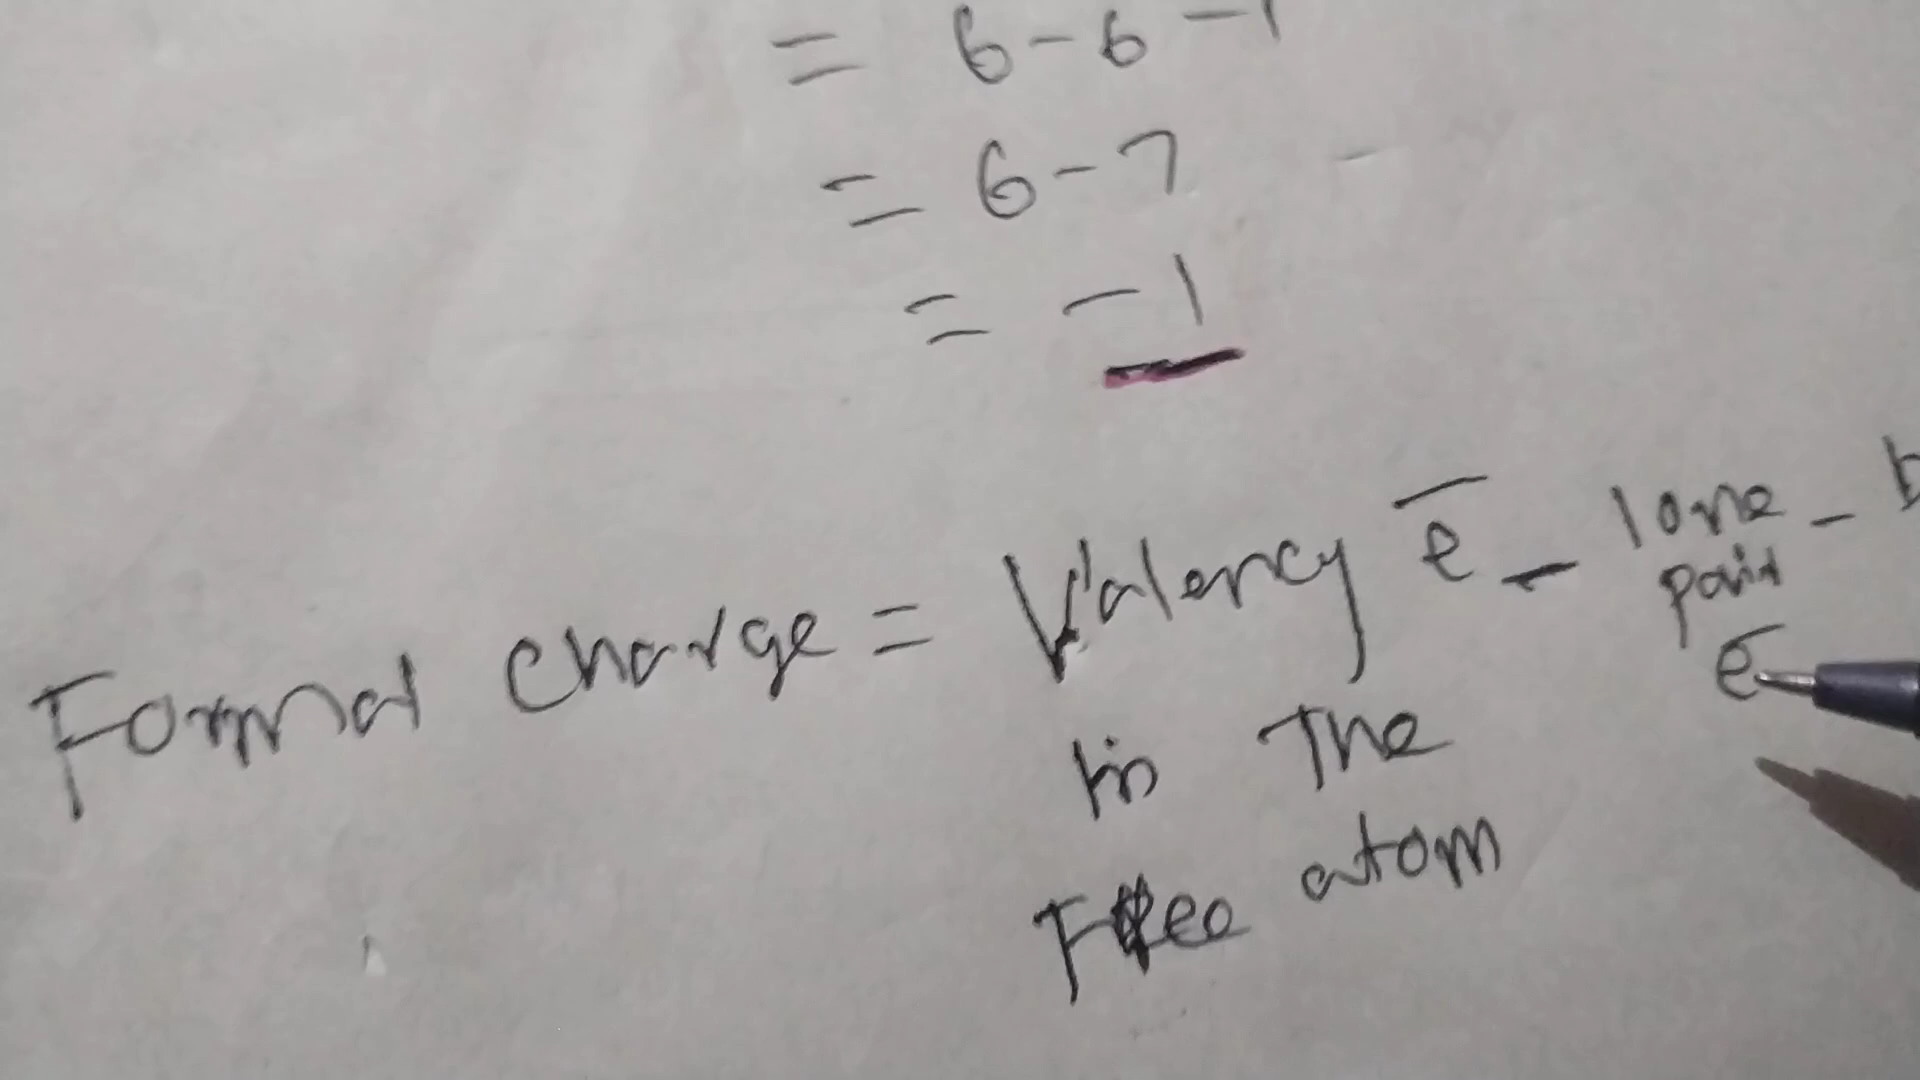 = 6 - 6 - 1
= 6 - 7
= - 1
Formal charge = Valency e̅ - lone - b
pair
e̅
in The
Free atom